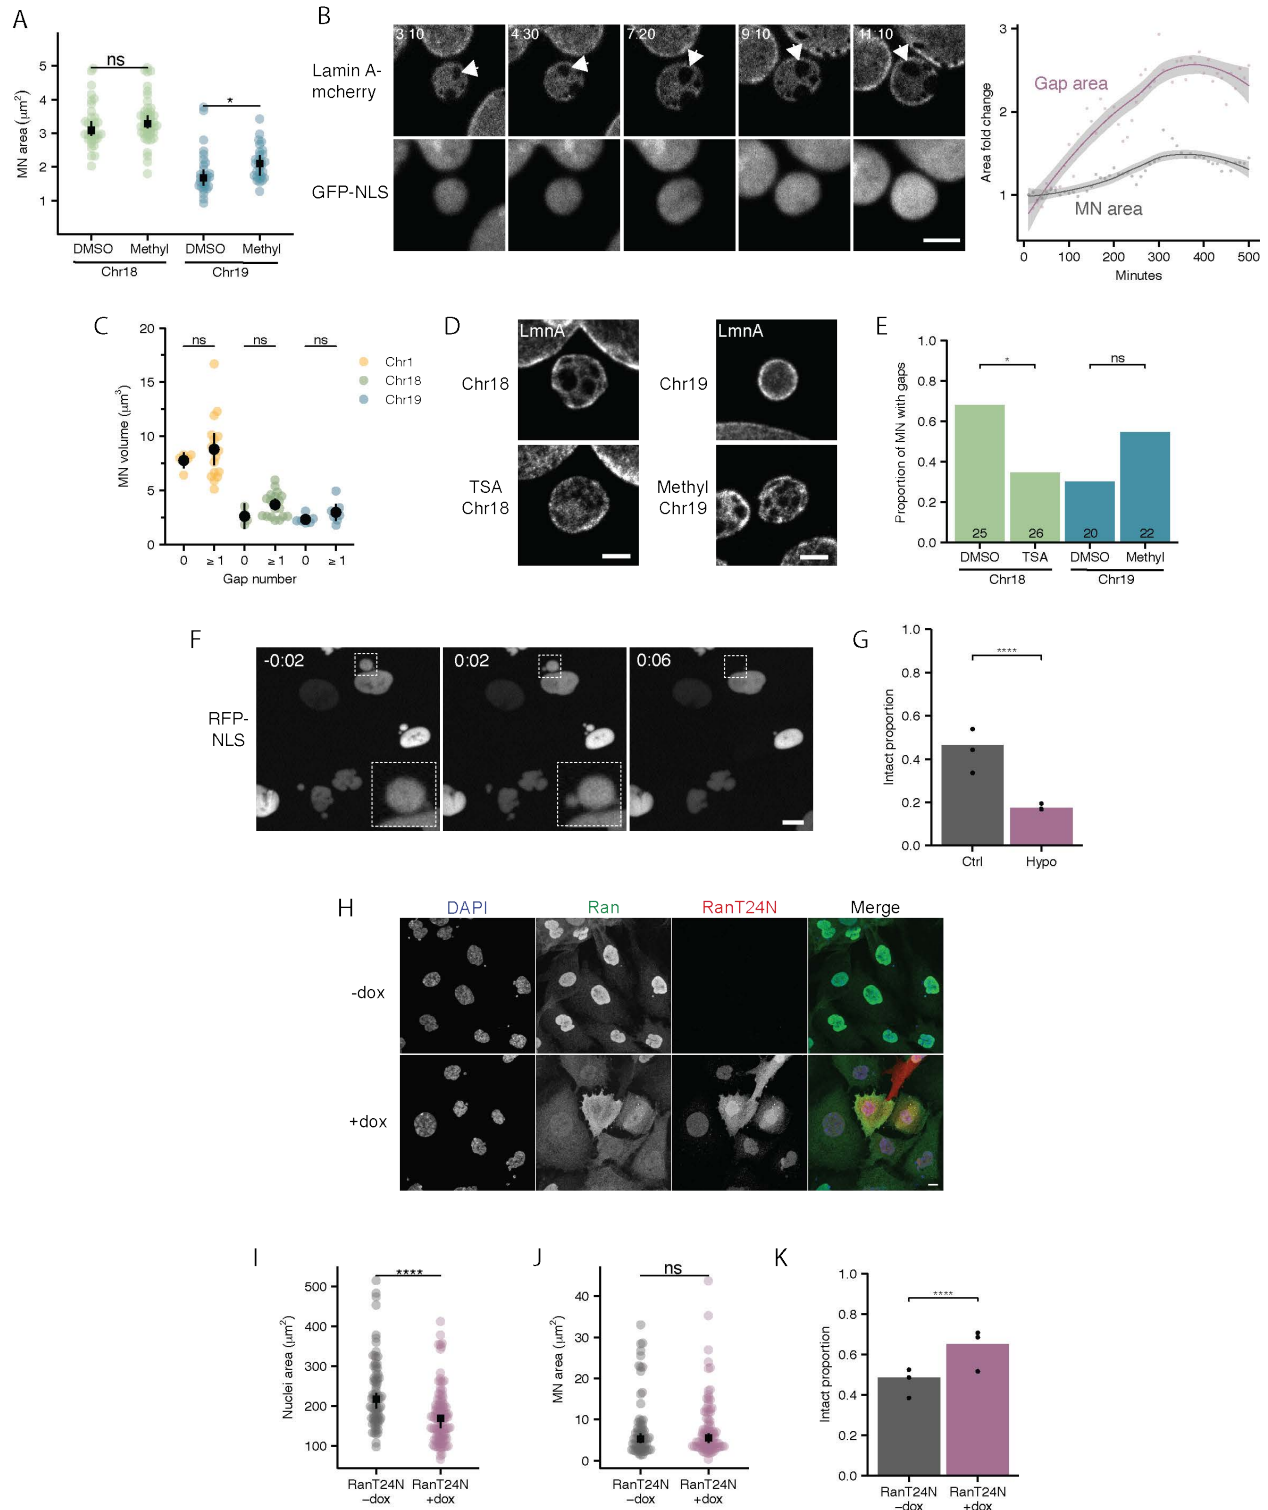 A
MN area (μm²)
5
4
3
2
1
ns
*
DMSO
Methyl
DMSO
Methyl
Chr18
Chr19
B
Lamin A-
mcherry
GFP-NLS
3:10
4:30
7:20
9:10
11:10
Area fold change
3
2
1
Gap area
MN area
0
100
200
300
400
500
Minutes
C
MN volume (μm³)
20
15
10
5
0
ns
ns
ns
Chr1
Chr18
Chr19
0
≥ 1
0
≥ 1
0
≥ 1
Gap number
D
LmnA
LmnA
Chr18
Chr19
TSA
Chr18
Methyl
Chr19
E
Proportion of MN with gaps
1.0
0.8
0.6
0.4
0.2
0.0
*
ns
25
26
20
22
DMSO
TSA
DMSO
Methyl
Chr18
Chr19
F
RFP-
NLS
-0:02
0:02
0:06
G
Intact proportion
1.0
0.8
0.6
0.4
0.2
0.0
****
Ctrl
Hypo
H
DAPI
Ran
RanT24N
Merge
-dox
+dox
I
Nuclei area (μm²)
500
400
300
200
100
****
RanT24N
–dox
RanT24N
+dox
J
MN area (μm²)
40
30
20
10
0
ns
RanT24N
–dox
RanT24N
+dox
K
Intact proportion
1.0
0.8
0.6
0.4
0.2
0.0
****
RanT24N
–dox
RanT24N
+dox